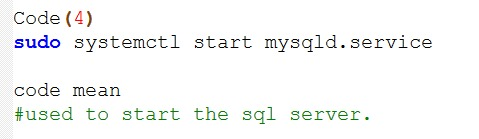 Code(4)
sudo systemctl start mysqld.service
code mean
#used to start the sql server.